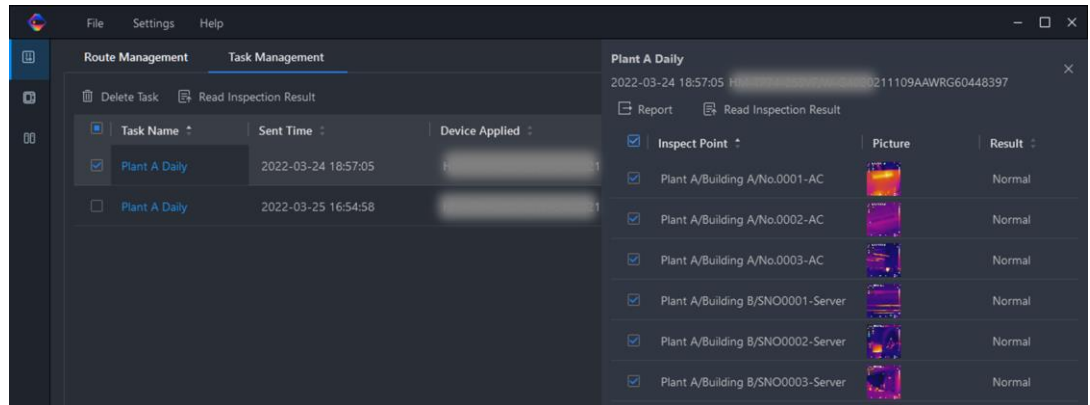 File Settings Help
Route Management Task Management
Delete Task Read Inspection Result
Task Name Sent Time Device Applied
Plant A Daily 2022-03-24 18:57:05
Plant A Daily 2022-03-25 16:54:58
Plant A Daily
2022-03-24 18:57:05 0211109AAWRG60448397
Report Read Inspection Result
Inspect Point Picture Result
Plant A/Building A/No.0001-AC Normal
Plant A/Building A/No.0002-AC Normal
Plant A/Building A/No.0003-AC Normal
Plant A/Building B/SNO0001-Server Normal
Plant A/Building B/SNO0002-Server Normal
Plant A/Building B/SNO0003-Server Normal